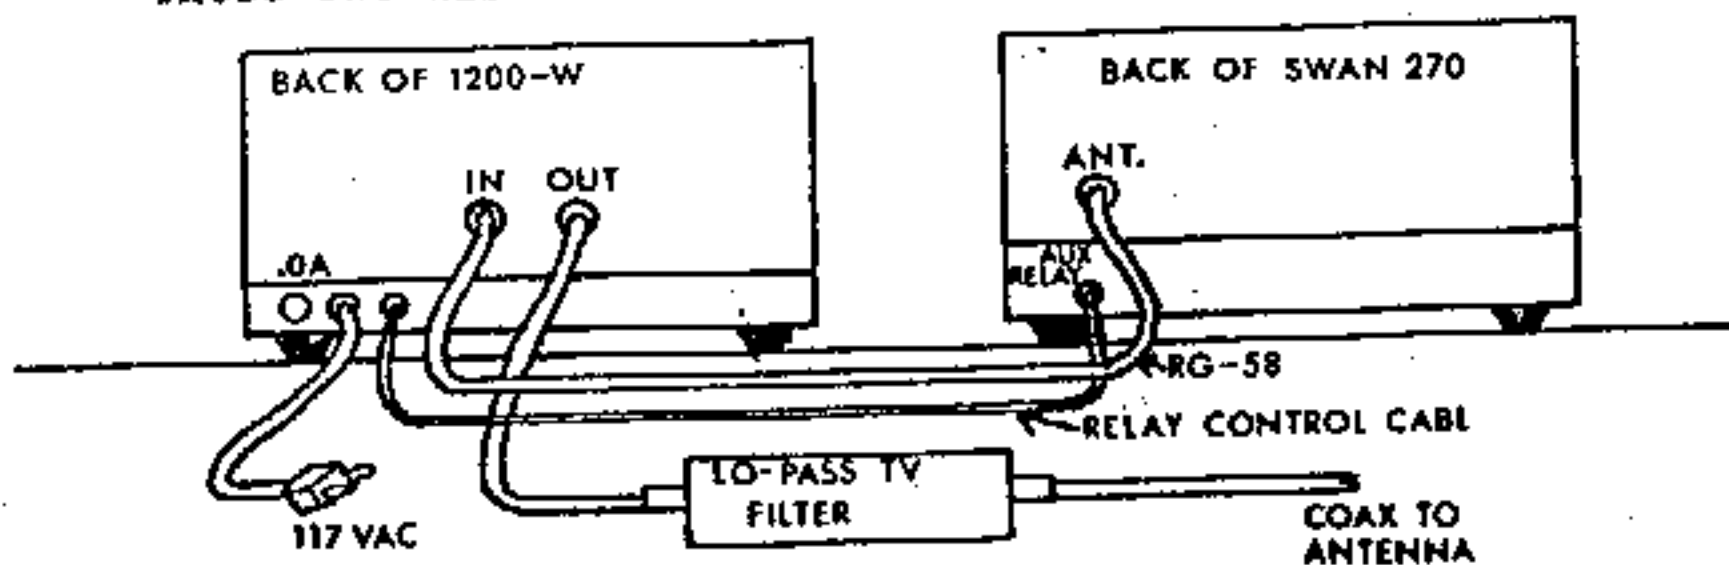 BACK OF 1200-W
BACK OF SWAN 270
IN OUT
ANT.
.0A
AUX
RELAY
RG-58
RELAY CONTROL CABL
LO-PASS TV
FILTER
117 VAC
COAX TO
ANTENNA